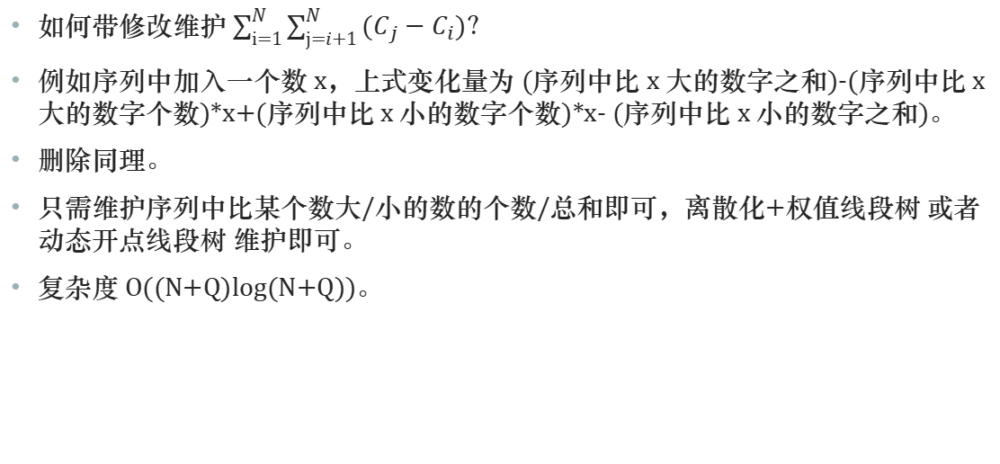 • 如何带修改维护 ∑_{i=1}^{N} ∑_{j=i+1}^{N} (C_j − C_i)?
• 例如序列中加入一个数 x，上式变化量为 (序列中比 x 大的数字之和)-(序列中比 x
大的数字个数)*x+(序列中比 x 小的数字个数)*x- (序列中比 x 小的数字之和)。
• 删除同理。
• 只需维护序列中比某个数大/小的数的个数/总和即可，离散化+权值线段树 或者
动态开点线段树 维护即可。
• 复杂度 O((N+Q)log(N+Q))。